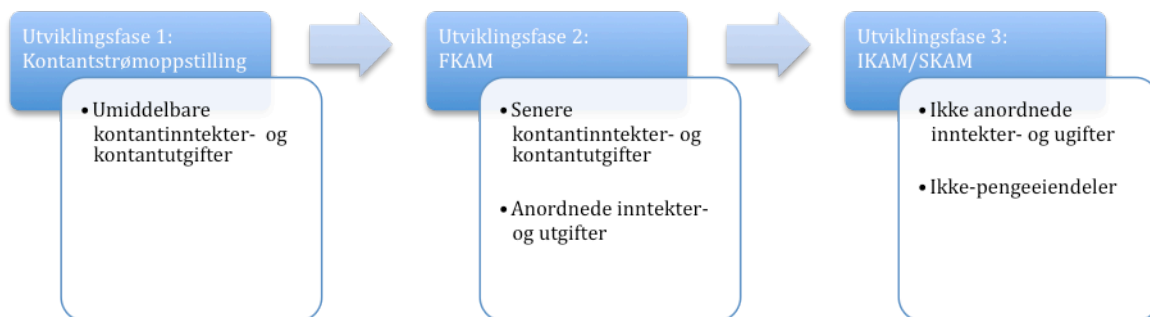 Utviklingsfase 1:
Kontantstrømoppstilling
• Umiddelbare
kontantinntekter- og
kontantutgifter
Utviklingsfase 2:
FKAM
• Senere
kontantinntekter- og
kontantutgifter
• Anordnede inntekter-
og utgifter
Utviklingsfase 3:
IKAM/SKAM
• Ikke anordnede
inntekter- og ugifter
• Ikke-pengeeiendeler